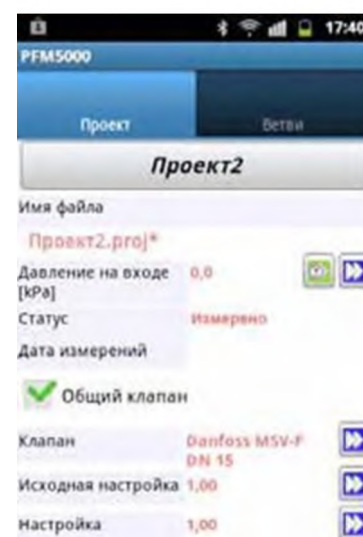 17:40
PFM5000
Проект Ветви
Проект2
Имя файла
Проект2.proj*
Давление на входе 0,0
[kPa]
Статус Измерено
Дата измерений
Общий клапан
Клапан Danfoss MSV-F
DN 15
Исходная настройка 1,00
Настройка 1,00